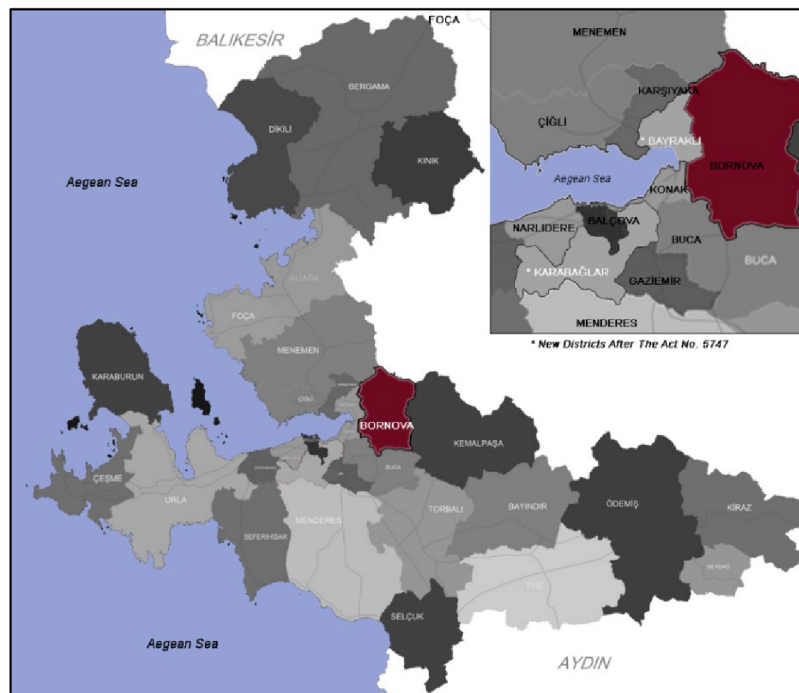 BALIKESİR
FOÇA
BERGAMA
DİKİLİ
KINIK
Aegean Sea
ALİAĞA
FOÇA
MENEMEN
KARABURUN
ÇİĞLİ
BORNOVA
KEMALPAŞA
ÇEŞME
URLA
BUCA
SEFERİHİSAR
MENDERES
TORBALI
BAYINDIR
ÖDEMİŞ
KİRAZ
BEYDAĞ
TİRE
SELÇUK
Aegean Sea
AYDIN
MENEMEN
KARŞIYAKA
ÇİĞLİ
* BAYRAKLI
BORNOVA
Aegean Sea
KONAK
BALÇOVA
NARLIDERE
BUCA
BUCA
* KARABAĞLAR
GAZİEMİR
MENDERES
* New Districts After The Act No. 5747